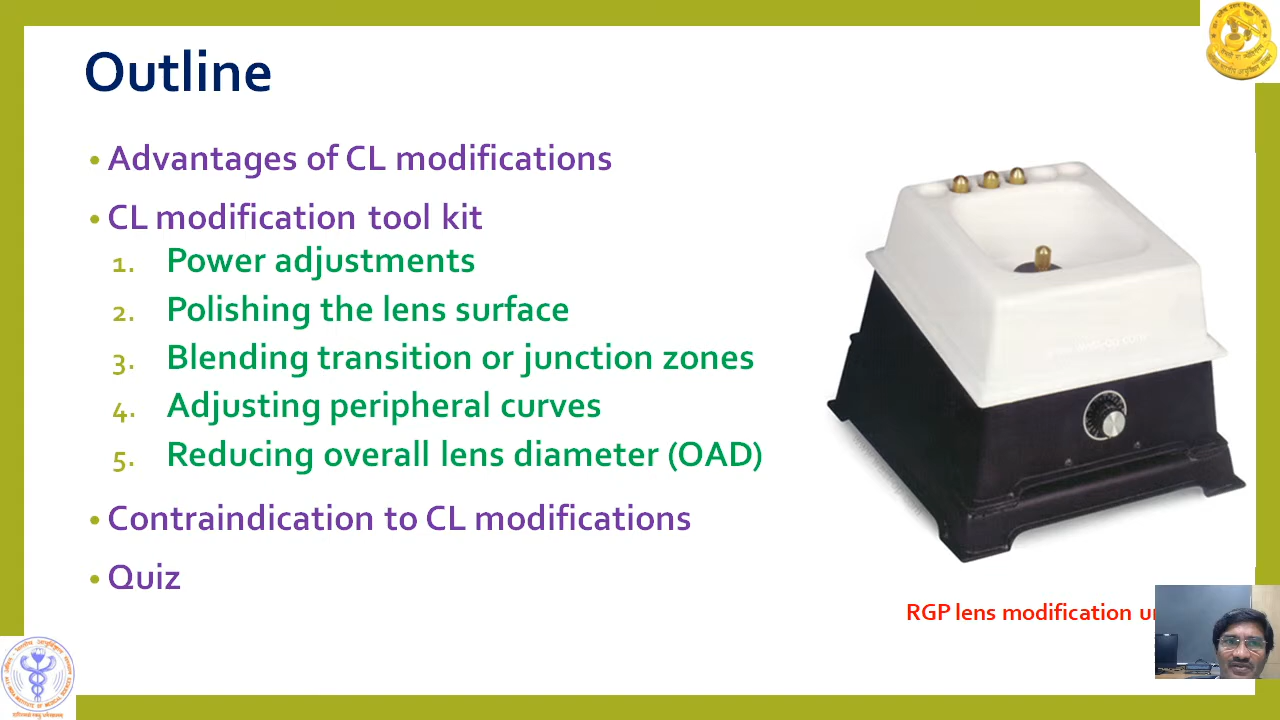 Outline
• Advantages of CL modifications
• CL modification tool kit
1. Power adjustments
2. Polishing the lens surface
3. Blending transition or junction zones
4. Adjusting peripheral curves
5. Reducing overall lens diameter (OAD)
• Contraindication to CL modifications
• Quiz
RGP lens modification